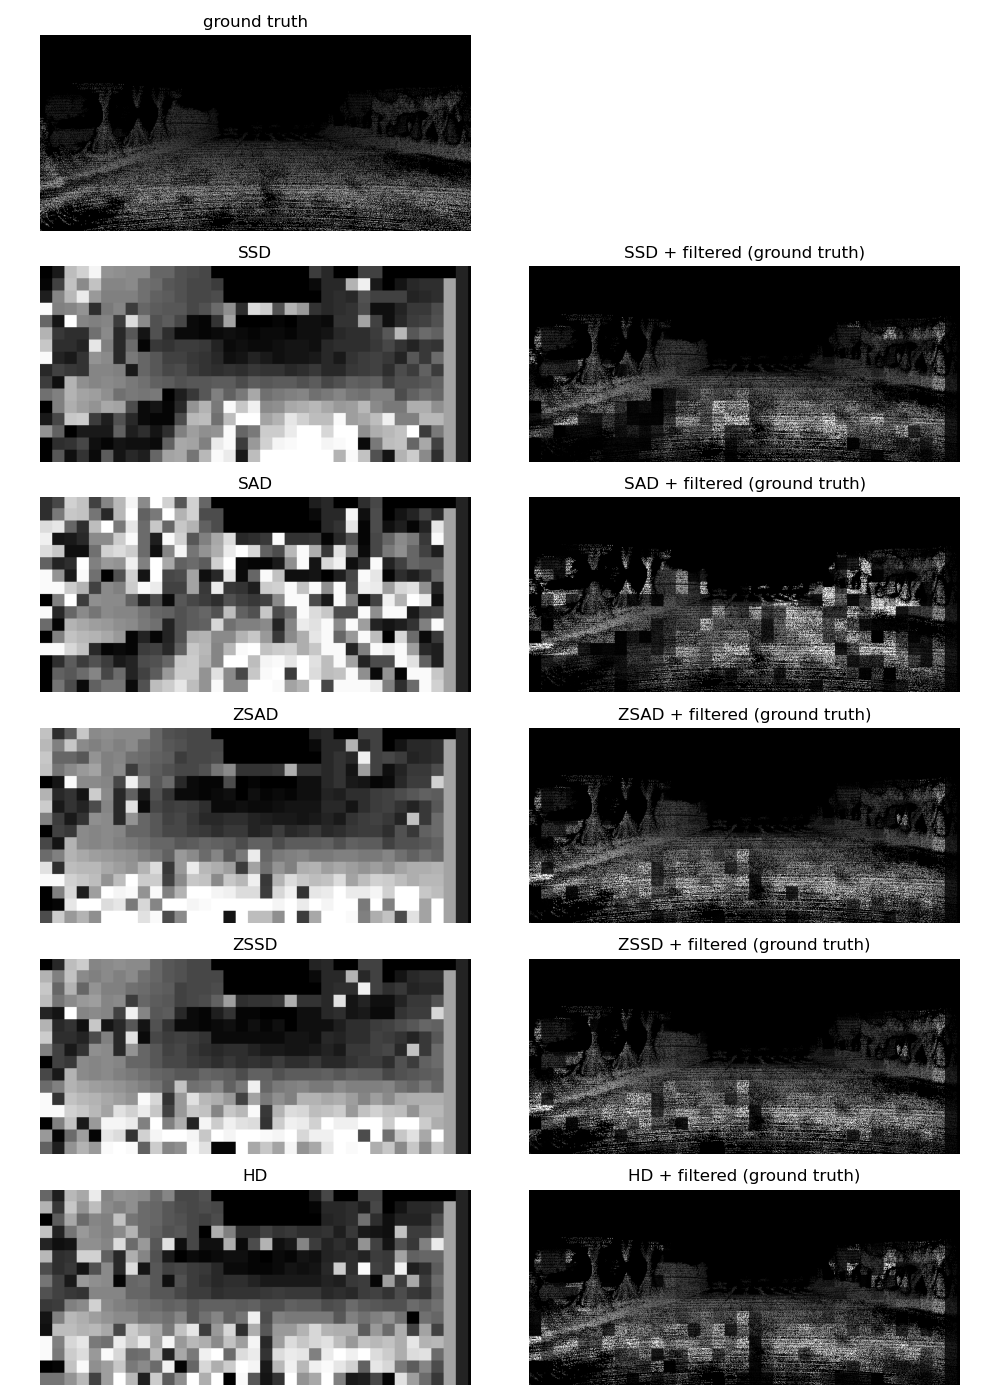 ground truth
SSD
SSD + filtered (ground truth)
SAD
SAD + filtered (ground truth)
ZSAD
ZSAD + filtered (ground truth)
ZSSD
ZSSD + filtered (ground truth)
HD
HD + filtered (ground truth)